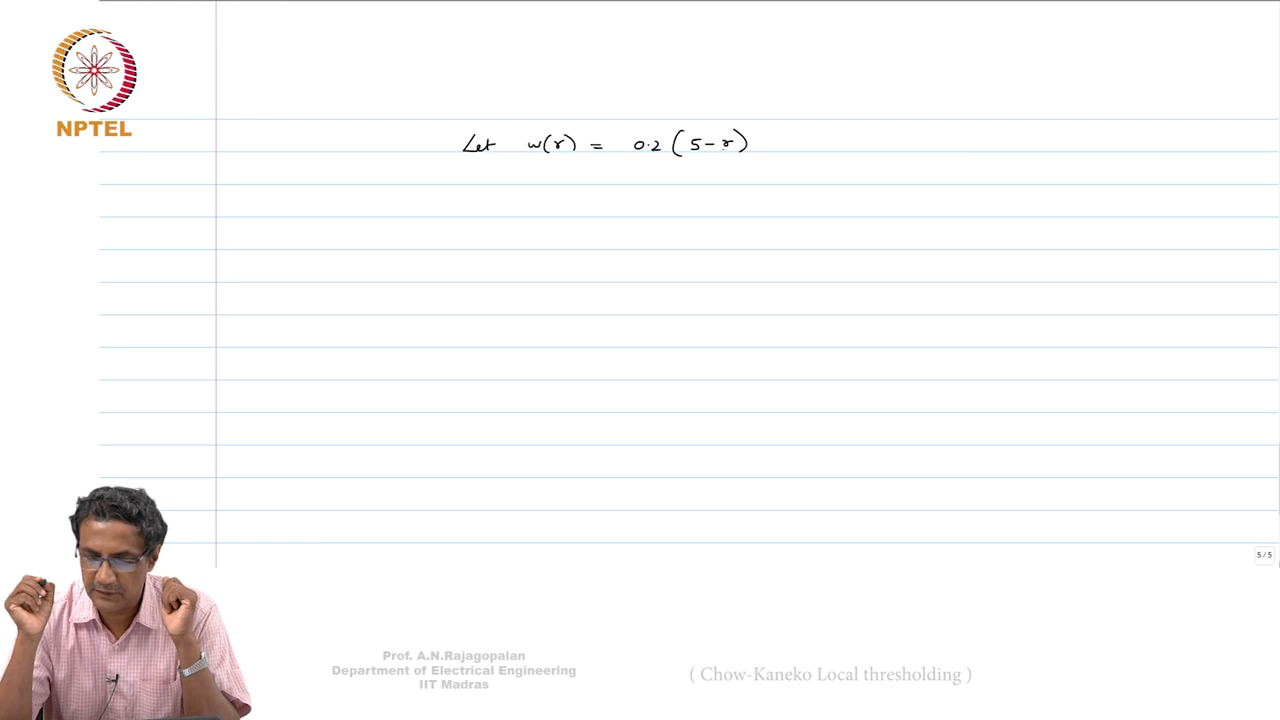 NPTEL
Let w(r) = 0.2 (5-r)
5 / 5
Prof. A.N.Rajagopalan
Department of Electrical Engineering
IIT Madras
( Chow-Kaneko Local thresholding )